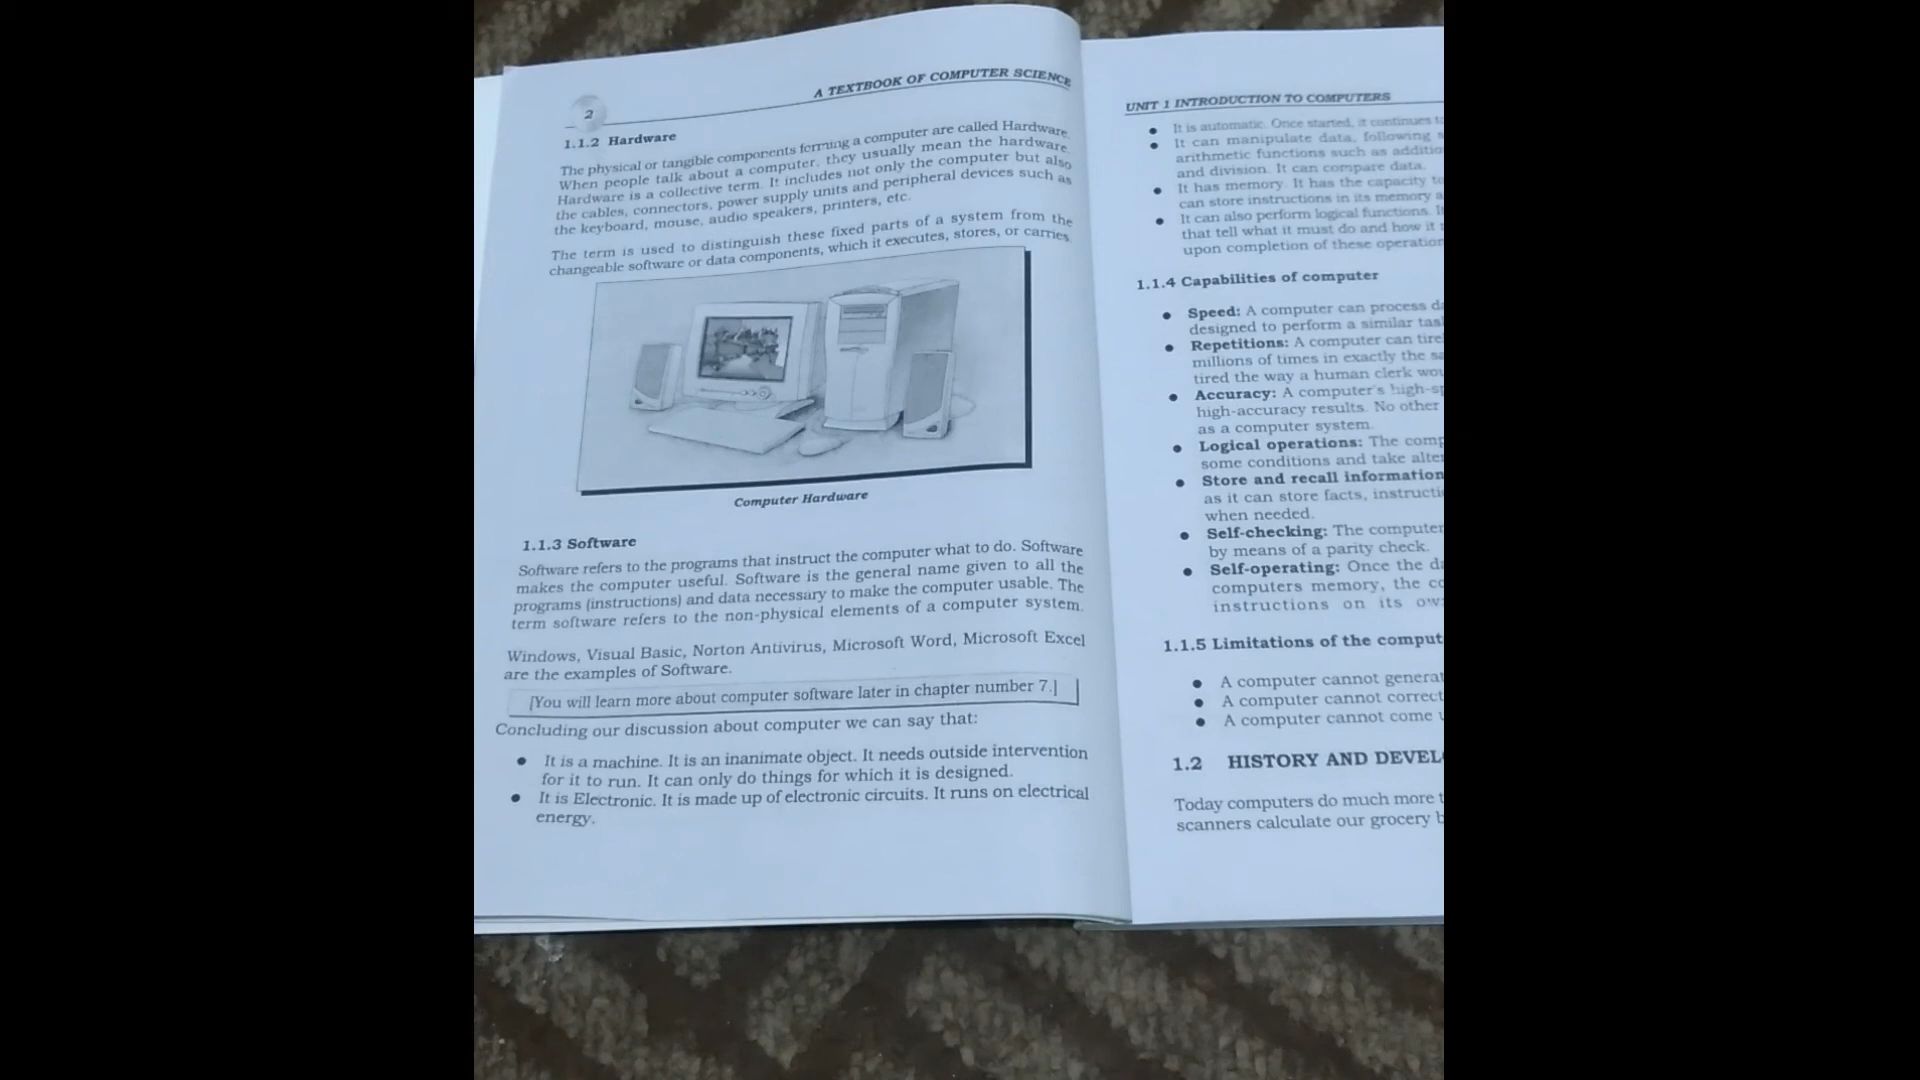 A TEXTBOOK OF COMPUTER SCIENCE
2
1.1.2 Hardware
The physical or tangible components forming a computer are called Hardware.
When people talk about a computer, they usually mean the hardware.
Hardware is a collective term. It includes not only the computer but also
the cables, connectors, power supply units and peripheral devices such as
the keyboard, mouse, audio speakers, printers, etc.
The term is used to distinguish these fixed parts of a system from the
changeable software or data components, which it executes, stores, or carries.
Computer Hardware
1.1.3 Software
Software refers to the programs that instruct the computer what to do. Software
makes the computer useful. Software is the general name given to all the
programs (instructions) and data necessary to make the computer usable. The
term software refers to the non-physical elements of a computer system.
Windows, Visual Basic, Norton Antivirus, Microsoft Word, Microsoft Excel
are the examples of Software.
[You will learn more about computer software later in chapter number 7.]
Concluding our discussion about computer we can say that:
• It is a machine. It is an inanimate object. It needs outside intervention
for it to run. It can only do things for which it is designed.
• It is Electronic. It is made up of electronic circuits. It runs on electrical
energy.
UNIT 1 INTRODUCTION TO COMPUTERS
• It is automatic. Once started, it continues
• It can manipulate data, following
arithmetic functions such as
and division. It can compare data.
• It has memory. It has the capacity
can store instructions in its memory
• It can also perform logical functions.
that tell what it must do and how it
upon completion of these
1.1.4 Capabilities of computer
• Speed: A computer can process
designed to perform a similar
• Repetitions: A computer can
millions of times in exactly the
tired the way a human clerk
• Accuracy: A computer's
high-accuracy results. No other
as a computer system.
• Logical operations: The
some conditions and take
• Store and recall information
as it can store facts,
when needed.
• Self-checking: The computer
by means of a parity check.
• Self-operating: Once the
computers memory, the
instructions on its
1.1.5 Limitations of the
• A computer cannot
• A computer cannot correct
• A computer cannot come
1.2 HISTORY AND
Today computers do much more
scanners calculate our grocery